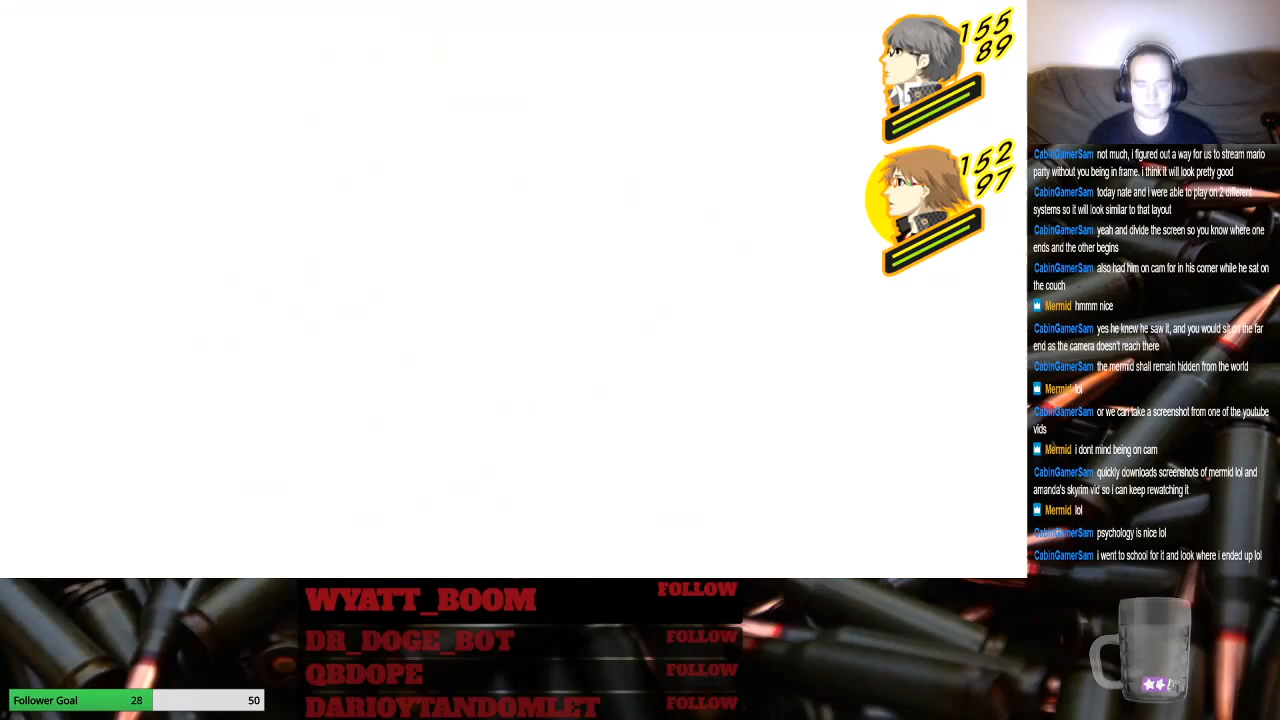 155
89
152
97
CabinGamerSam not much, i figured out a way for us to stream mario
party without you being in frame. i think it will look pretty good
CabinGamerSam today nate and i were able to play on 2 different
systems so it will look similar to that layout
CabinGamerSam yeah and divide the screen so you know where one
ends and the other begins
CabinGamerSam also had him on cam for in his corner while he sat on
the couch
Mermid hmmm nice
CabinGamerSam yes he knew he saw it, and you would sit on the far
end as the camera doesn't reach there
CabinGamerSam the mermid shall remain hidden from the world
Mermid lol
CabinGamerSam or we can take a screenshot from one of the youtube
vids
Mermid i dont mind being on cam
CabinGamerSam quickly downloads screenshots of mermid lol and
amanda's skyrim vid so i can keep rewatching it
Mermid lol
CabinGamerSam psychology is nice lol
CabinGamerSam i went to school for it and look where i ended up lol
WYATT_BOOM FOLLOW
DR_DOGE_BOT FOLLOW
QBDOPE FOLLOW
DARIOYTANDOMLET FOLLOW
Follower Goal 28 50